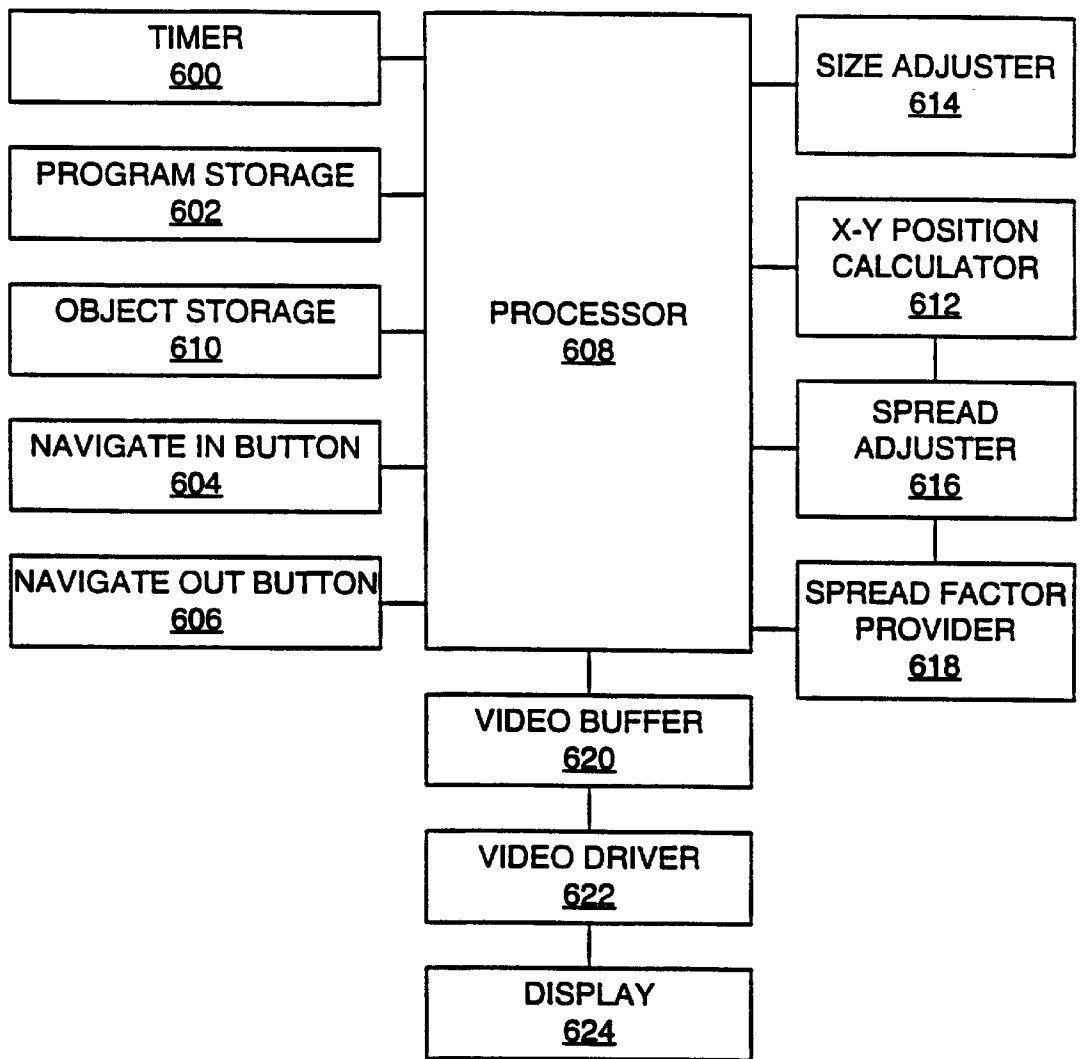 TIMER
600
PROGRAM STORAGE
602
OBJECT STORAGE
610
NAVIGATE IN BUTTON
604
NAVIGATE OUT BUTTON
606
PROCESSOR
608
SIZE ADJUSTER
614
X-Y POSITION
CALCULATOR
612
SPREAD
ADJUSTER
616
SPREAD FACTOR
PROVIDER
618
VIDEO BUFFER
620
VIDEO DRIVER
622
DISPLAY
624